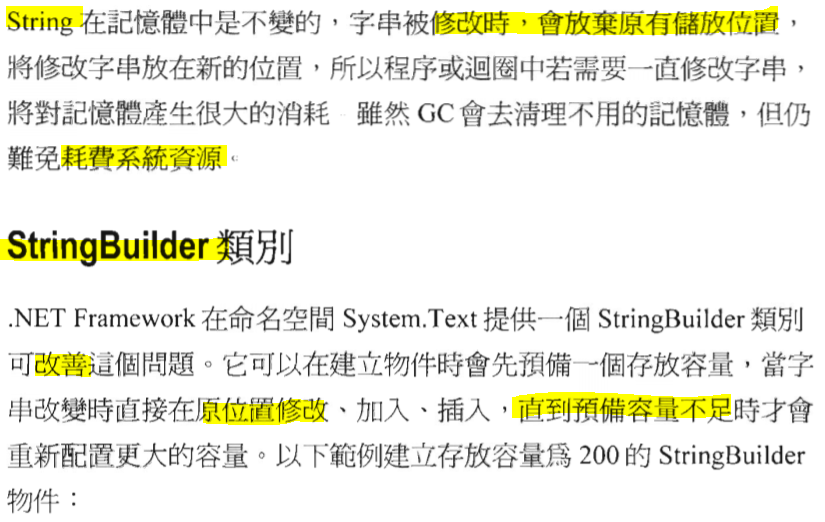 String 在記憶體中是不變的，字串被修改時，會放棄原有儲放位置，
將修改字串放在新的位置，所以程序或迴圈中若需要一直修改字串，
將對記憶體產生很大的消耗 雖然 GC 會去清理不用的記憶體，但仍
難免耗費系統資源。
StringBuilder 類別
.NET Framework 在命名空間 System.Text 提供一個 StringBuilder 類別
可改善這個問題。它可以在建立物件時會先預備一個存放容量，當字
串改變時直接在原位置修改、加入、插入，直到預備容量不足時才會
重新配置更大的容量。以下範例建立存放容量為 200 的 StringBuilder
物件：